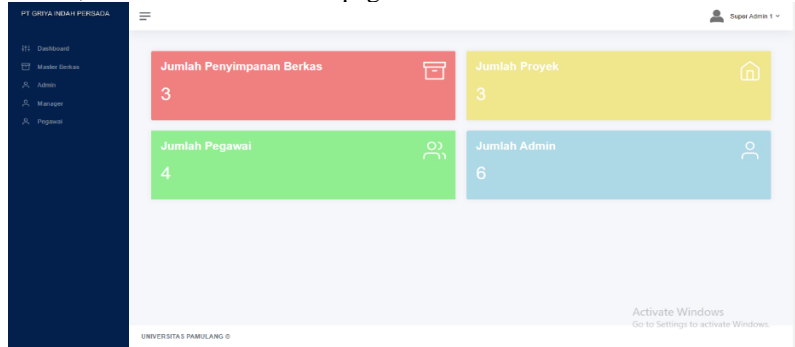 PT GRIYA INDAH PERSADA
Super Admin 1
Dashboard
Master Berkas
Admin
Manager
Pegawai
Jumlah Penyimpanan Berkas
3
Jumlah Proyek
3
Jumlah Pegawai
4
Jumlah Admin
6
Activate Windows
Go to Settings to activate Windows.
UNIVERSITAS PAMULANG ©